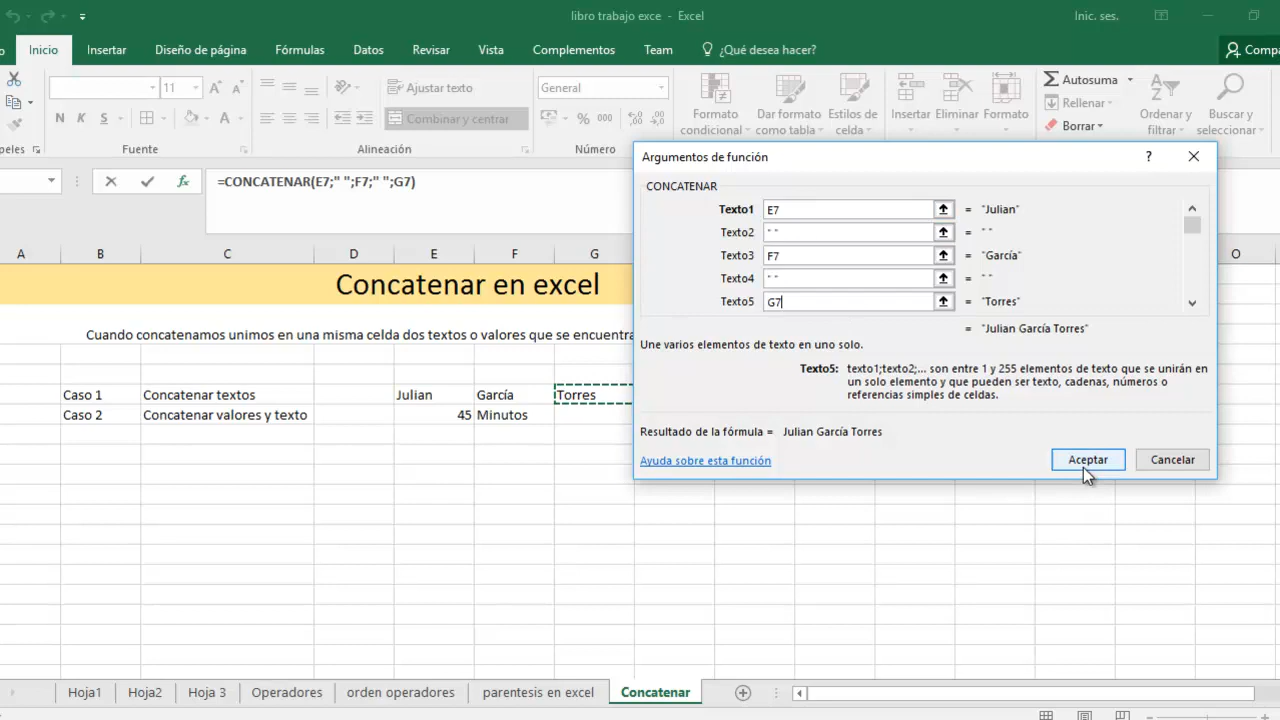 libro trabajo exce - Excel
Inic. ses.
Inicio
Insertar
Diseño de página
Fórmulas
Datos
Revisar
Vista
Complementos
Team
¿Qué desea hacer?
11
Ajustar texto
General
Autosuma
Rellenar
Borrar
N K S
Combinar y centrar
% 000
Formato condicional
Dar formato como tabla
Estilos de celda
Insertar
Eliminar
Formato
Ordenar y filtrar
Buscar y seleccionar
Fuente
Alineación
Número
fx
=CONCATENAR(E7;" ";F7;" ";G7)
A B C D E F G O
Concatenar en excel
Cuando concatenamos unimos en una misma celda dos textos o valores que se
Caso 1 Concatenar textos Julian García Torres
Caso 2 Concatenar valores y texto 45 Minutos
Argumentos de función
?
CONCATENAR
Texto1 E7 = "Julian"
Texto2 " " = " "
Texto3 F7 = "García"
Texto4 " " = " "
Texto5 G7 = "Torres"
= "Julian García Torres"
Une varios elementos de texto en uno solo.
Texto5: texto1;texto2;... son entre 1 y 255 elementos de texto que se unirán en
un solo elemento y que pueden ser texto, cadenas, números o
referencias simples de celdas.
Resultado de la fórmula = Julian García Torres
Ayuda sobre esta función
Aceptar
Cancelar
Hoja1
Hoja2
Hoja 3
Operadores
orden operadores
parentesis en excel
Concatenar